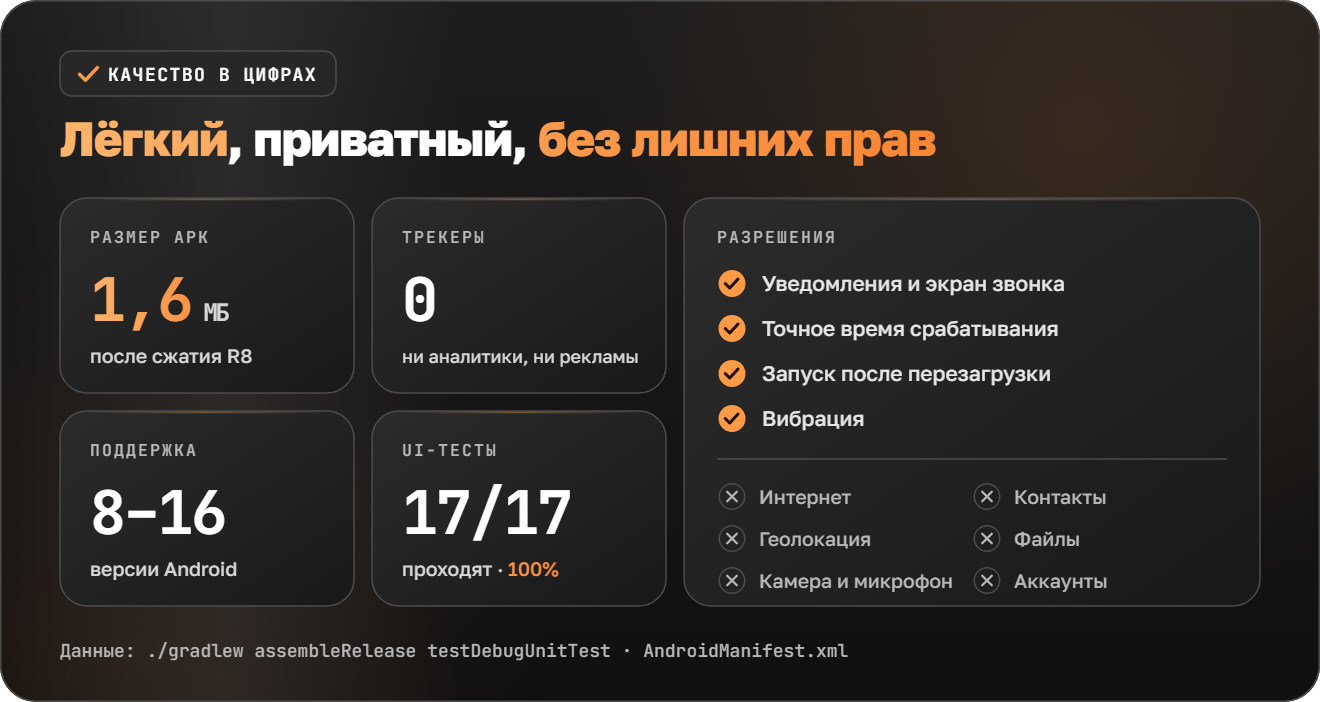 КАЧЕСТВО В ЦИФРАХ
Лёгкий, приватный, без лишних прав
РАЗМЕР APK
1,6 МБ
после сжатия R8
ТРЕКЕРЫ
0
ни аналитики, ни рекламы
ПОДДЕРЖКА
8–16
версии Android
UI-ТЕСТЫ
17/17
проходят · 100%
РАЗРЕШЕНИЯ
Уведомления и экран звонка
Точное время срабатывания
Запуск после перезагрузки
Вибрация
Интернет
Контакты
Геолокация
Файлы
Камера и микрофон
Аккаунты
Данные: ./gradlew assembleRelease testDebugUnitTest · AndroidManifest.xml